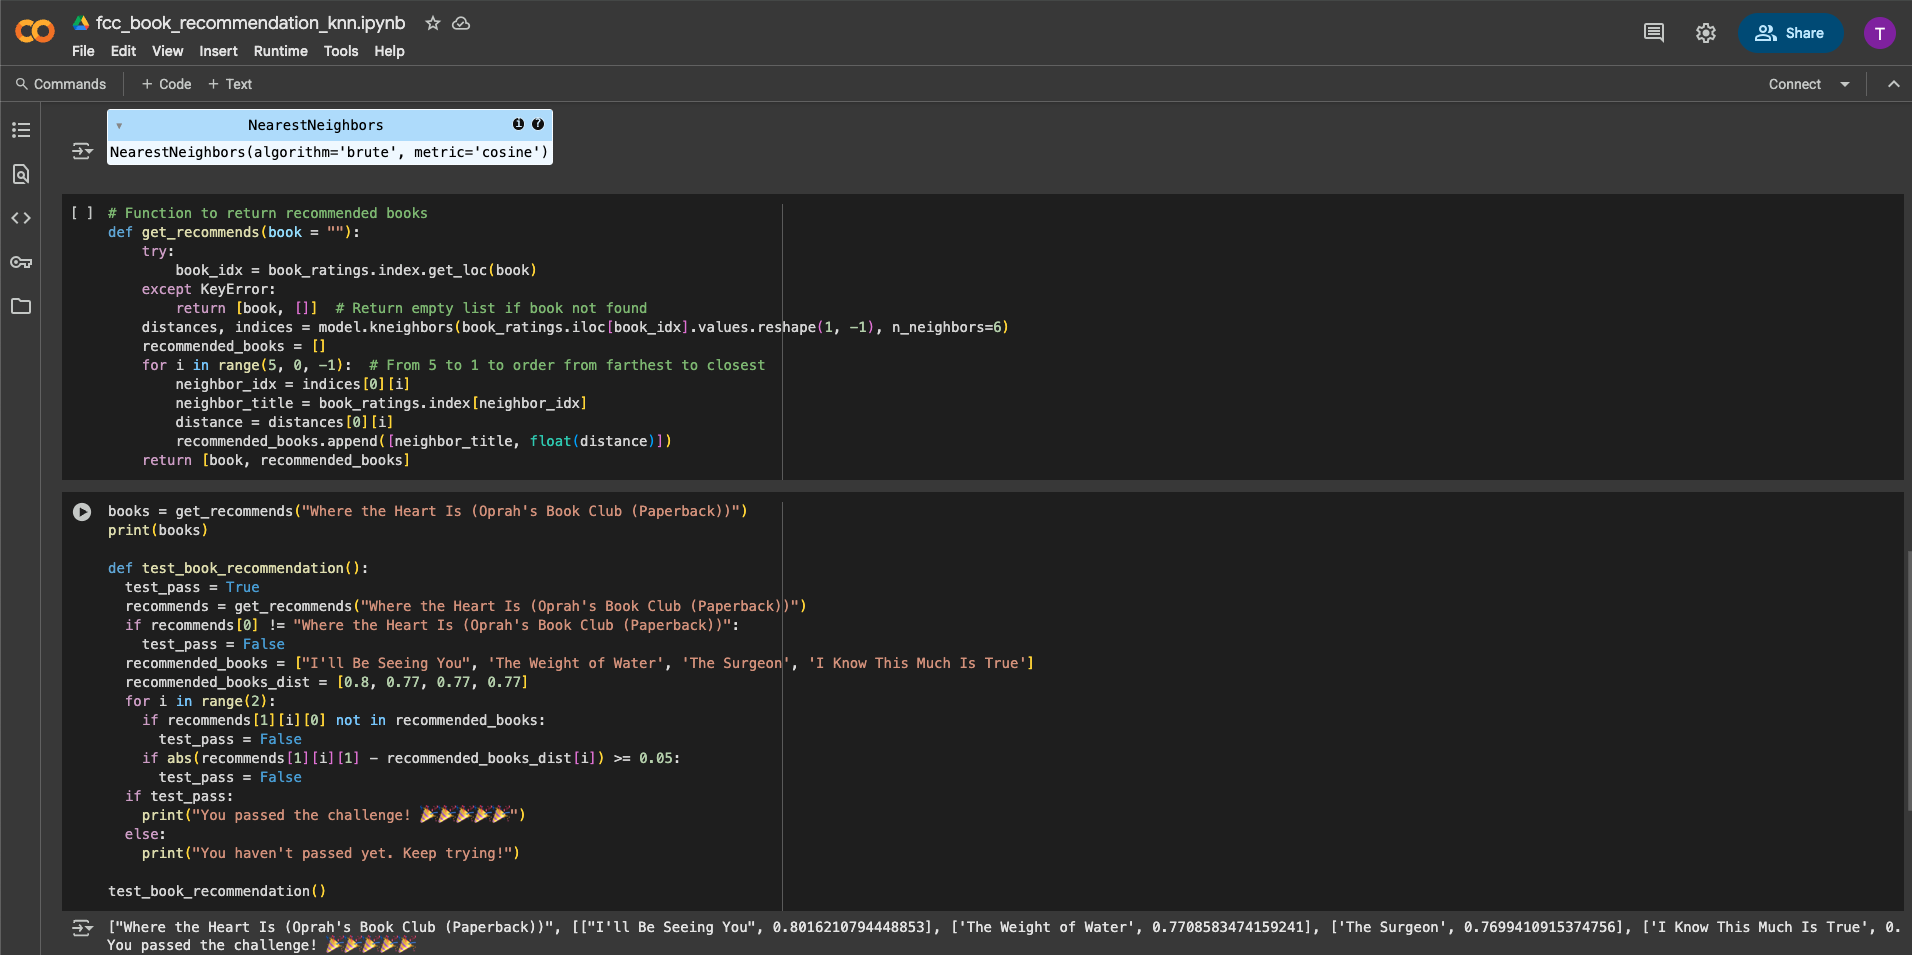 fcc_book_recommendation_knn.ipynb
File Edit View Insert Runtime Tools Help
Share
T
Commands + Code + Text
Connect
NearestNeighbors
NearestNeighbors(algorithm='brute', metric='cosine')
[ ] # Function to return recommended books
def get_recommends(book = ""):
    try:
        book_idx = book_ratings.index.get_loc(book)
    except KeyError:
        return [book, []]  # Return empty list if book not found
    distances, indices = model.kneighbors(book_ratings.iloc[book_idx].values.reshape(1, -1), n_neighbors=6)
    recommended_books = []
    for i in range(5, 0, -1):  # From 5 to 1 to order from farthest to closest
        neighbor_idx = indices[0][i]
        neighbor_title = book_ratings.index[neighbor_idx]
        distance = distances[0][i]
        recommended_books.append([neighbor_title, float(distance)])
    return [book, recommended_books]
books = get_recommends("Where the Heart Is (Oprah's Book Club (Paperback))")
print(books)
def test_book_recommendation():
  test_pass = True
  recommends = get_recommends("Where the Heart Is (Oprah's Book Club (Paperback))")
  if recommends[0] != "Where the Heart Is (Oprah's Book Club (Paperback))":
    test_pass = False
  recommended_books = ["I'll Be Seeing You", 'The Weight of Water', 'The Surgeon', 'I Know This Much Is True']
  recommended_books_dist = [0.8, 0.77, 0.77, 0.77]
  for i in range(2):
    if recommends[1][i][0] not in recommended_books:
      test_pass = False
    if abs(recommends[1][i][1] - recommended_books_dist[i]) >= 0.05:
      test_pass = False
  if test_pass:
    print("You passed the challenge! 🎉🎉🎉🎉🎉")
  else:
    print("You haven't passed yet. Keep trying!")
test_book_recommendation()
["Where the Heart Is (Oprah's Book Club (Paperback))", [["I'll Be Seeing You", 0.8016210794448853], ['The Weight of Water', 0.7708583474159241], ['The Surgeon', 0.7699410915374756], ['I Know This Much Is True', 0.
You passed the challenge! 🎉🎉🎉🎉🎉